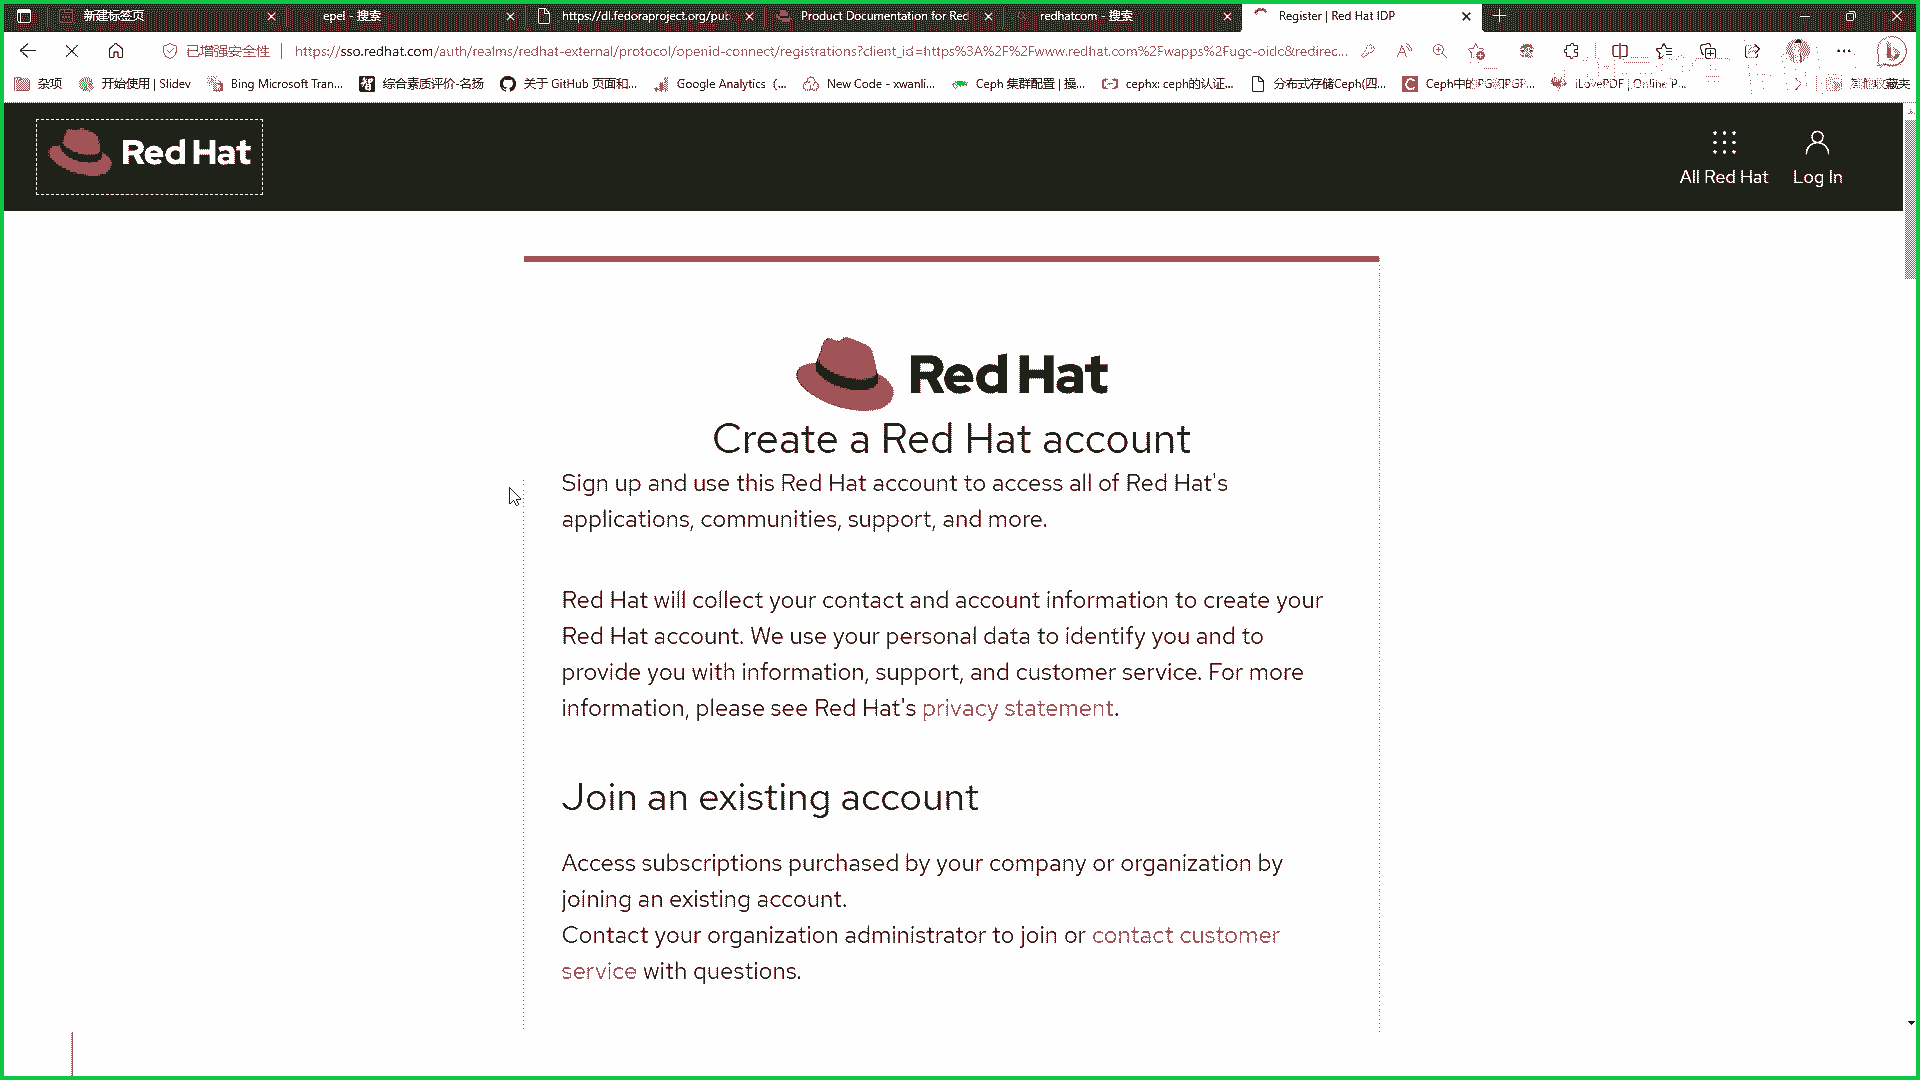 新建标签页
epel - 搜索
https://dl.fedoraproject.org/pub
Product Documentation for Red
redhatcom - 搜索
Register | Red Hat IDP
已增强安全性
https://sso.redhat.com/auth/realms/redhat-external/protocol/openid-connect/registrations?client_id=https%3A%2F%2Fwww.redhat.com%2Fwapps%2Fugc-oidc&redirec...
杂项
开始使用 | Slidev
Bing Microsoft Tran...
综合素质评价-名扬
关于 GitHub 页面和...
Google Analytics (...
New Code - xwanli...
Ceph 集群配置 | 操...
cephx: ceph的认证...
分布式存储Ceph(四...
Ceph中的PG和PGP...
iLovePDF | Online P...
其他收藏夹
Red Hat
All Red Hat
Log In
Red Hat
Create a Red Hat account
Sign up and use this Red Hat account to access all of Red Hat's
applications, communities, support, and more.
Red Hat will collect your contact and account information to create your
Red Hat account. We use your personal data to identify you and to
provide you with information, support, and customer service. For more
information, please see Red Hat's privacy statement.
Join an existing account
Access subscriptions purchased by your company or organization by
joining an existing account.
Contact your organization administrator to join or contact customer
service with questions.